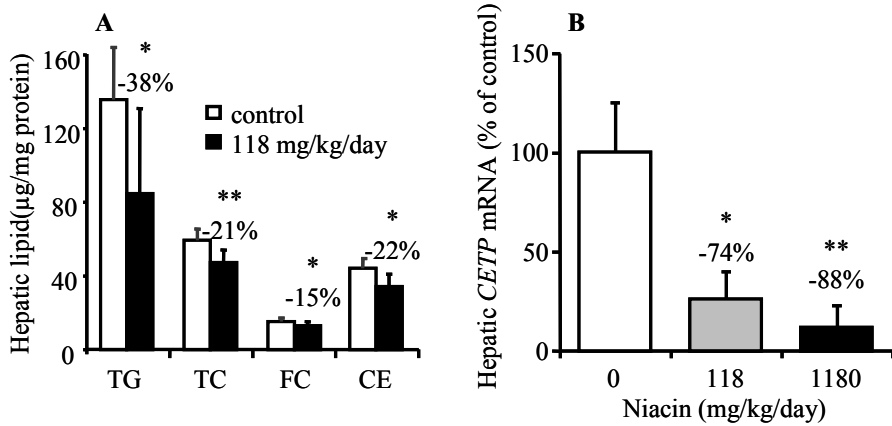 A
Hepatic lipid(µg/mg protein)
160
120
80
40
0
*
-38%
**
-21%
*
-15%
*
-22%
control
118 mg/kg/day
TG TC FC CE
B
Hepatic CETP mRNA (% of control)
150
100
50
0
*
-74%
**
-88%
0 118 1180
Niacin (mg/kg/day)